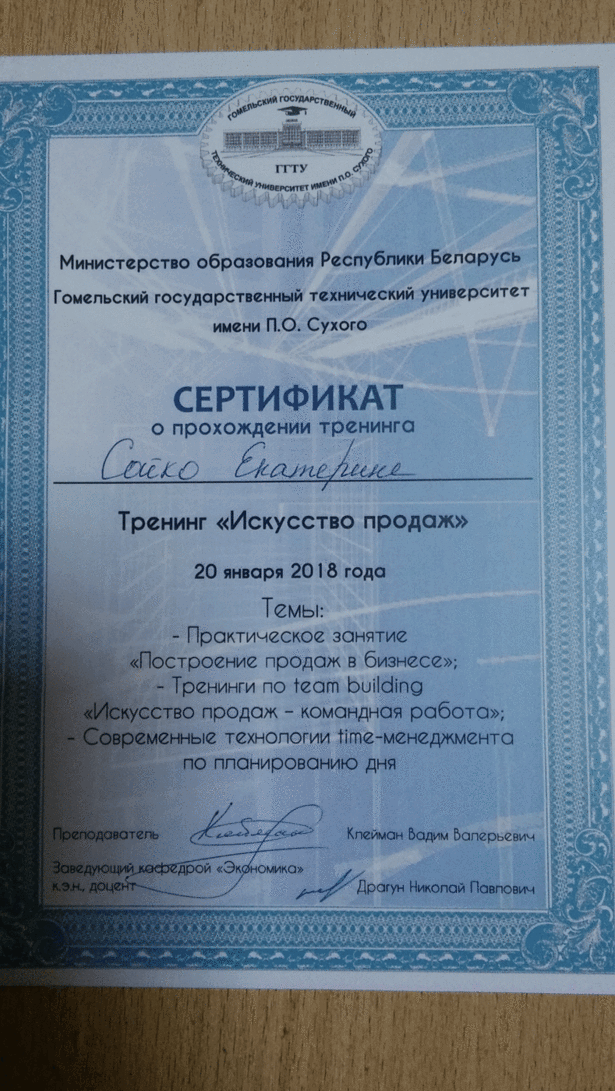 ГОМЕЛЬСКИЙ ГОСУДАРСТВЕННЫЙ
ГГТУ
ТЕХНИЧЕСКИЙ УНИВЕРСИТЕТ ИМЕНИ П.О. СУХОГО
Министерство образования Республики Беларусь
Гомельский государственный технический университет
имени П.О. Сухого
СЕРТИФИКАТ
о прохождении тренинга
Сайко Екатерине
Тренинг «Искусство продаж»
20 января 2018 года
Темы:
- Практическое занятие
«Построение продаж в бизнесе»;
- Тренинги по team building
«Искусство продаж – командная работа»;
- Современные технологии time-менеджмента
по планированию дня
Преподаватель Клейман Вадим Валерьевич
Заведующий кафедрой «Экономика»
к.э.н., доцент Драгун Николай Павлович